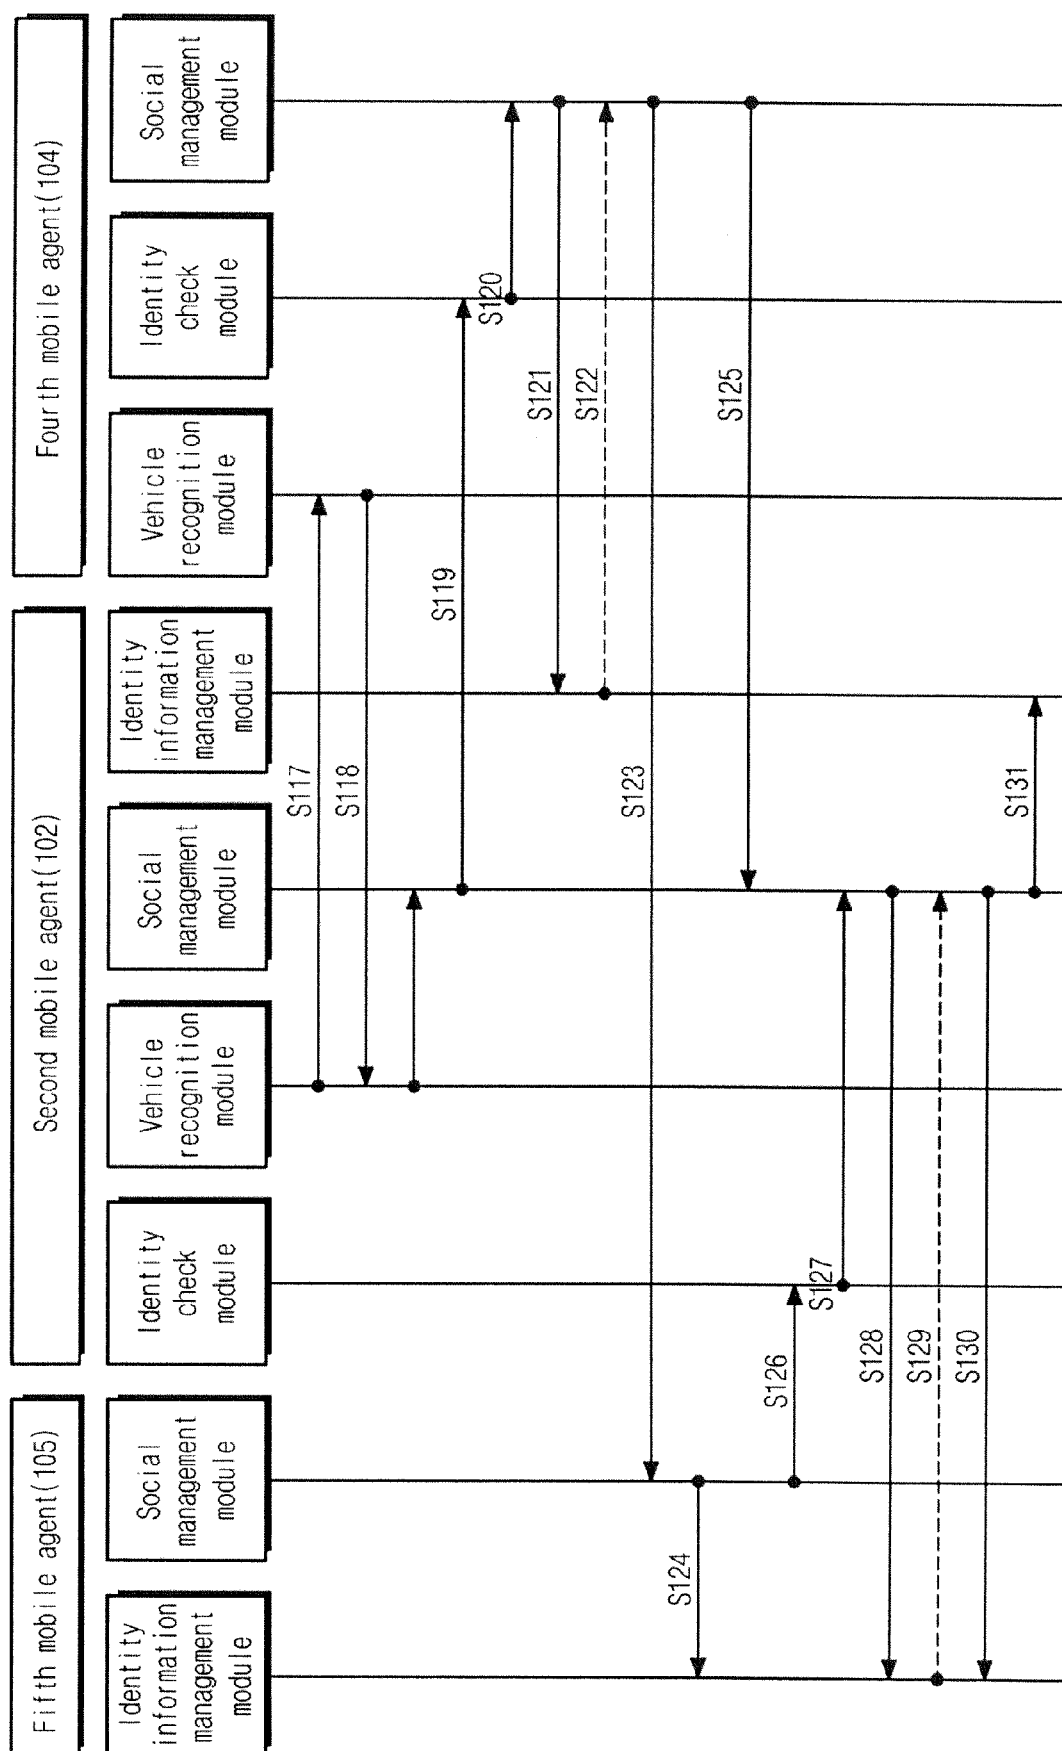 Fifth mobile agent(105)
Second mobile agent(102)
Fourth mobile agent(104)
Identity
information
management
module
Social
management
module
Identity
check
module
Vehicle
recognition
module
Social
management
module
Identity
information
management
module
Vehicle
recognition
module
Identity
check
module
Social
management
module
S117
S118
S119
S120
S121
S122
S123
S124
S125
S126
S127
S128
S129
S130
S131